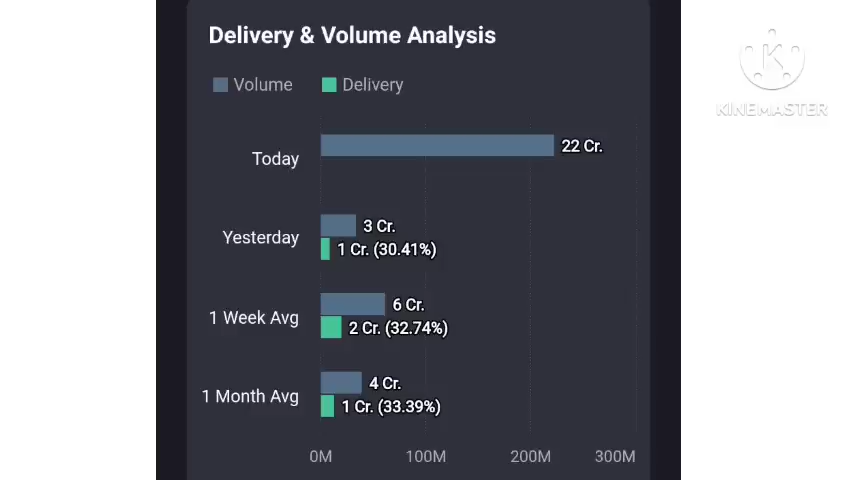 Delivery & Volume Analysis
Volume Delivery
KINEMASTER
Today 22 Cr.
Yesterday 3 Cr.
1 Cr. (30.41%)
1 Week Avg 6 Cr.
2 Cr. (32.74%)
1 Month Avg 4 Cr.
1 Cr. (33.39%)
0M 100M 200M 300M